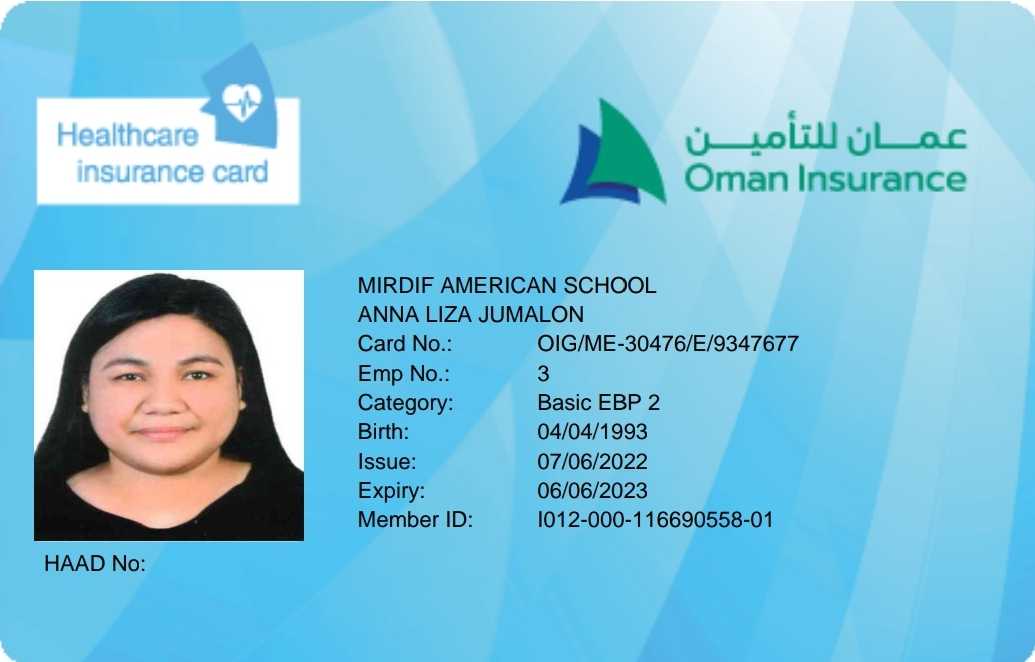 Healthcare
insurance card
عمـــان للتأميـــن
Oman Insurance
MIRDIF AMERICAN SCHOOL
ANNA LIZA JUMALON
Card No.: OIG/ME-30476/E/9347677
Emp No.: 3
Category: Basic EBP 2
Birth: 04/04/1993
Issue: 07/06/2022
Expiry: 06/06/2023
Member ID: I012-000-116690558-01
HAAD No: